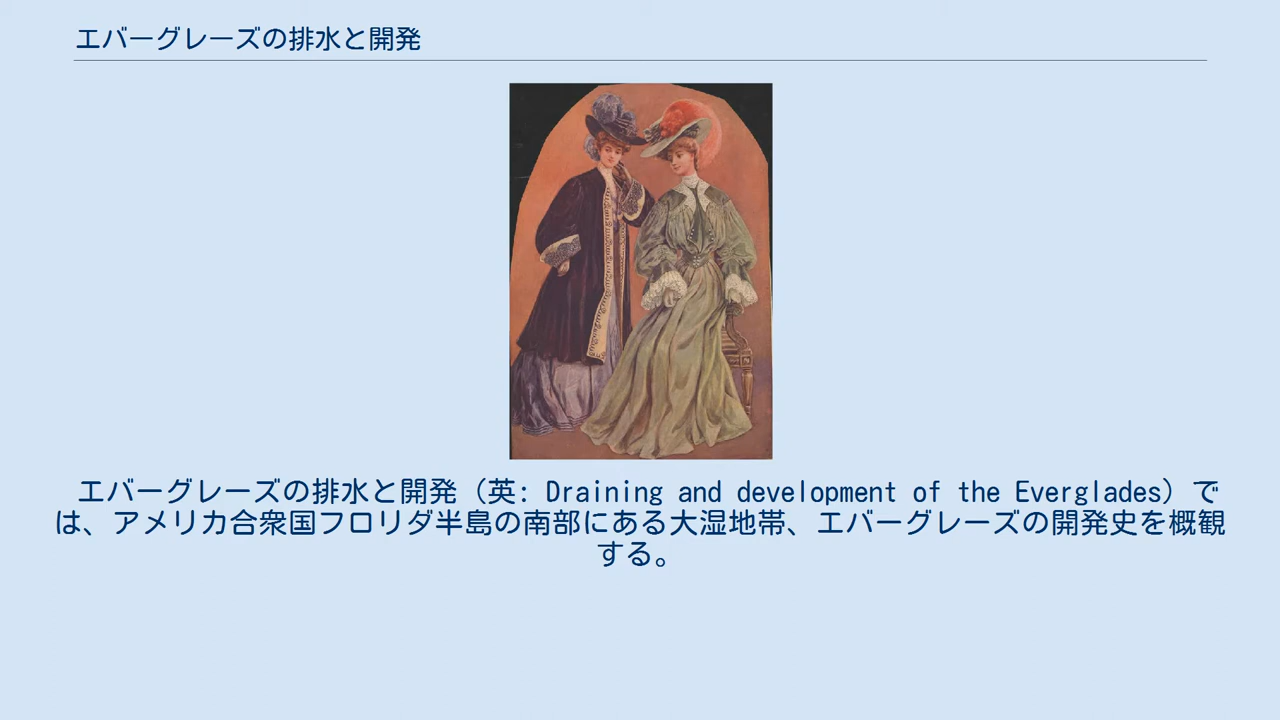 エバーグレーズの排水と開発
エバーグレーズの排水と開発（英: Draining and development of the Everglades）で
は、アメリカ合衆国フロリダ半島の南部にある大湿地帯、エバーグレーズの開発史を概観
する。